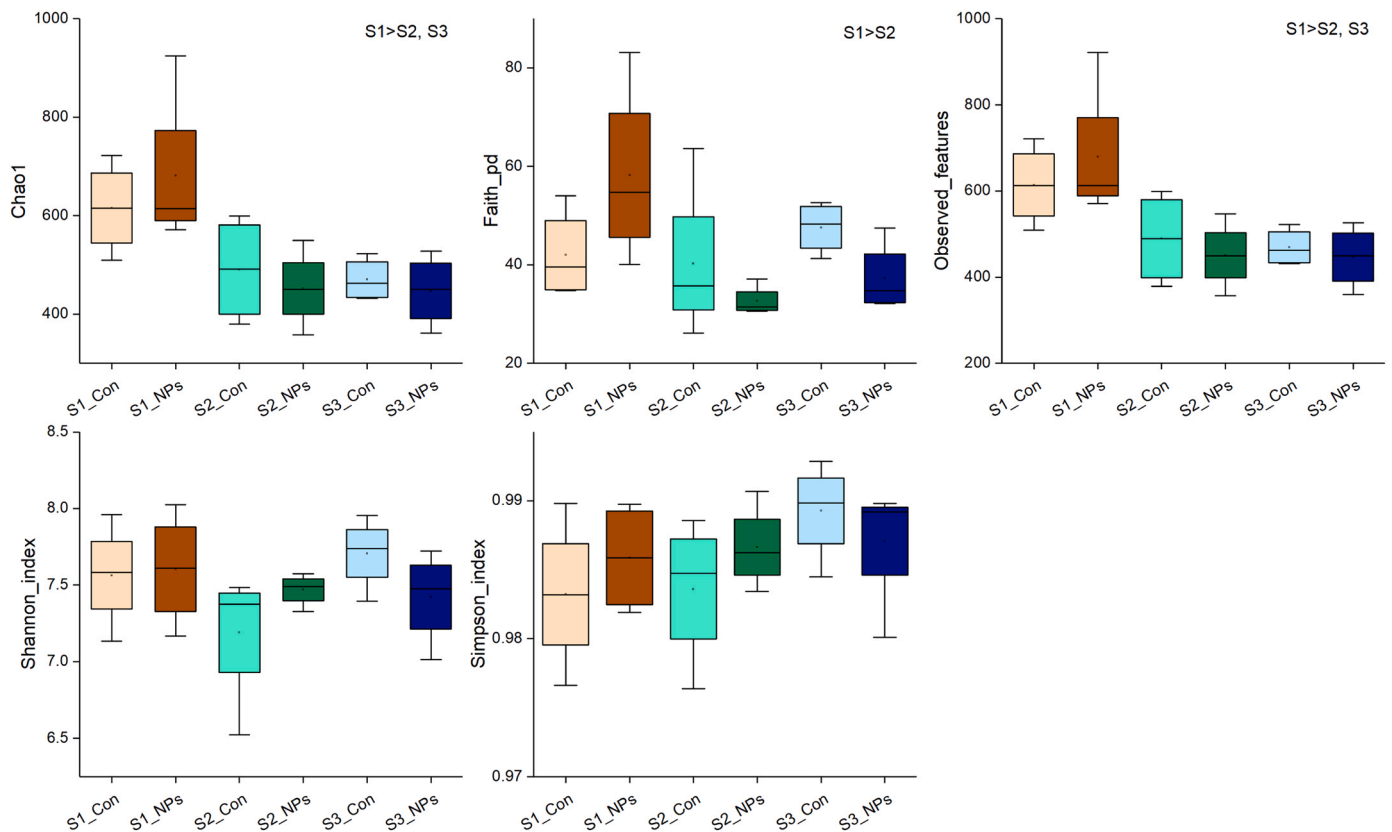 S1>S2, S3
Chao1
1000
800
600
400
S1_Con
S1_NPs
S2_Con
S2_NPs
S3_Con
S3_NPs
S1>S2
Faith_pd
80
60
40
20
S1_Con
S1_NPs
S2_Con
S2_NPs
S3_Con
S3_NPs
S1>S2, S3
Observed_features
1000
800
600
400
200
S1_Con
S1_NPs
S2_Con
S2_NPs
S3_Con
S3_NPs
Shannon_index
8.5
8.0
7.5
7.0
6.5
S1_Con
S1_NPs
S2_Con
S2_NPs
S3_Con
S3_NPs
Simpson_index
0.99
0.98
0.97
S1_Con
S1_NPs
S2_Con
S2_NPs
S3_Con
S3_NPs